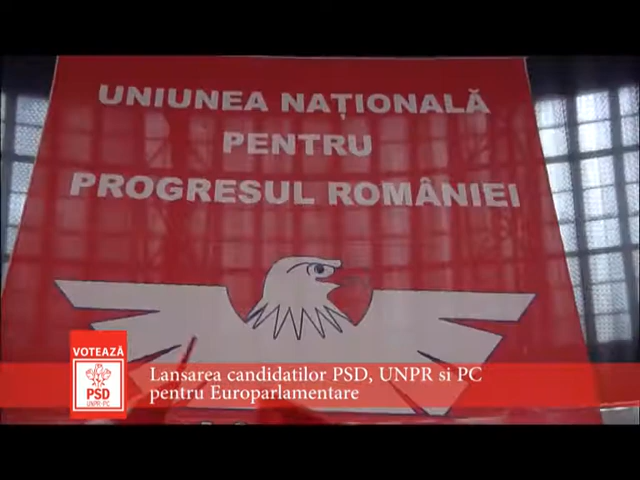 UNIUNEA NAȚIONALĂ
PENTRU
PROGRESUL ROMÂNIEI
VOTEAZĂ
PSD
UNPR PC
Lansarea candidatilor PSD, UNPR si PC
pentru Europarlamentare